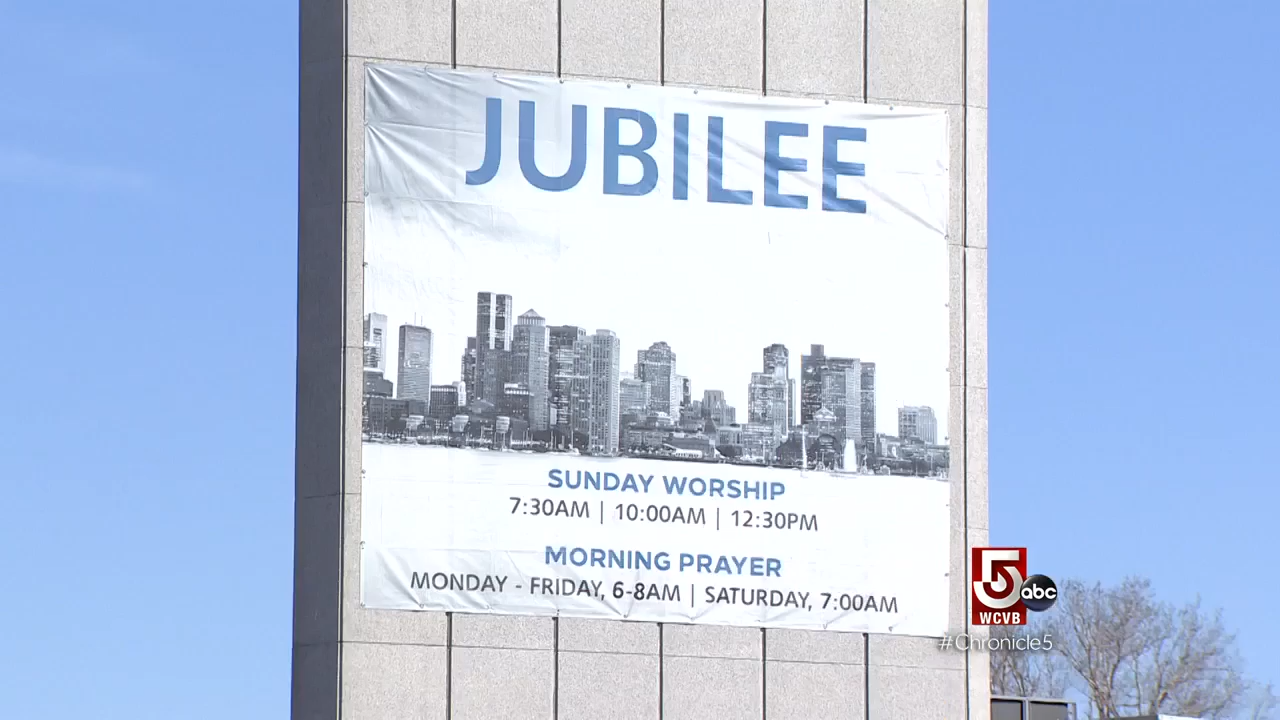 JUBILEE
SUNDAY WORSHIP
7:30AM | 10:00AM | 12:30PM
MORNING PRAYER
MONDAY - FRIDAY, 6-8AM | SATURDAY, 7:00AM
5 abc
WCVB
#Chronicle5